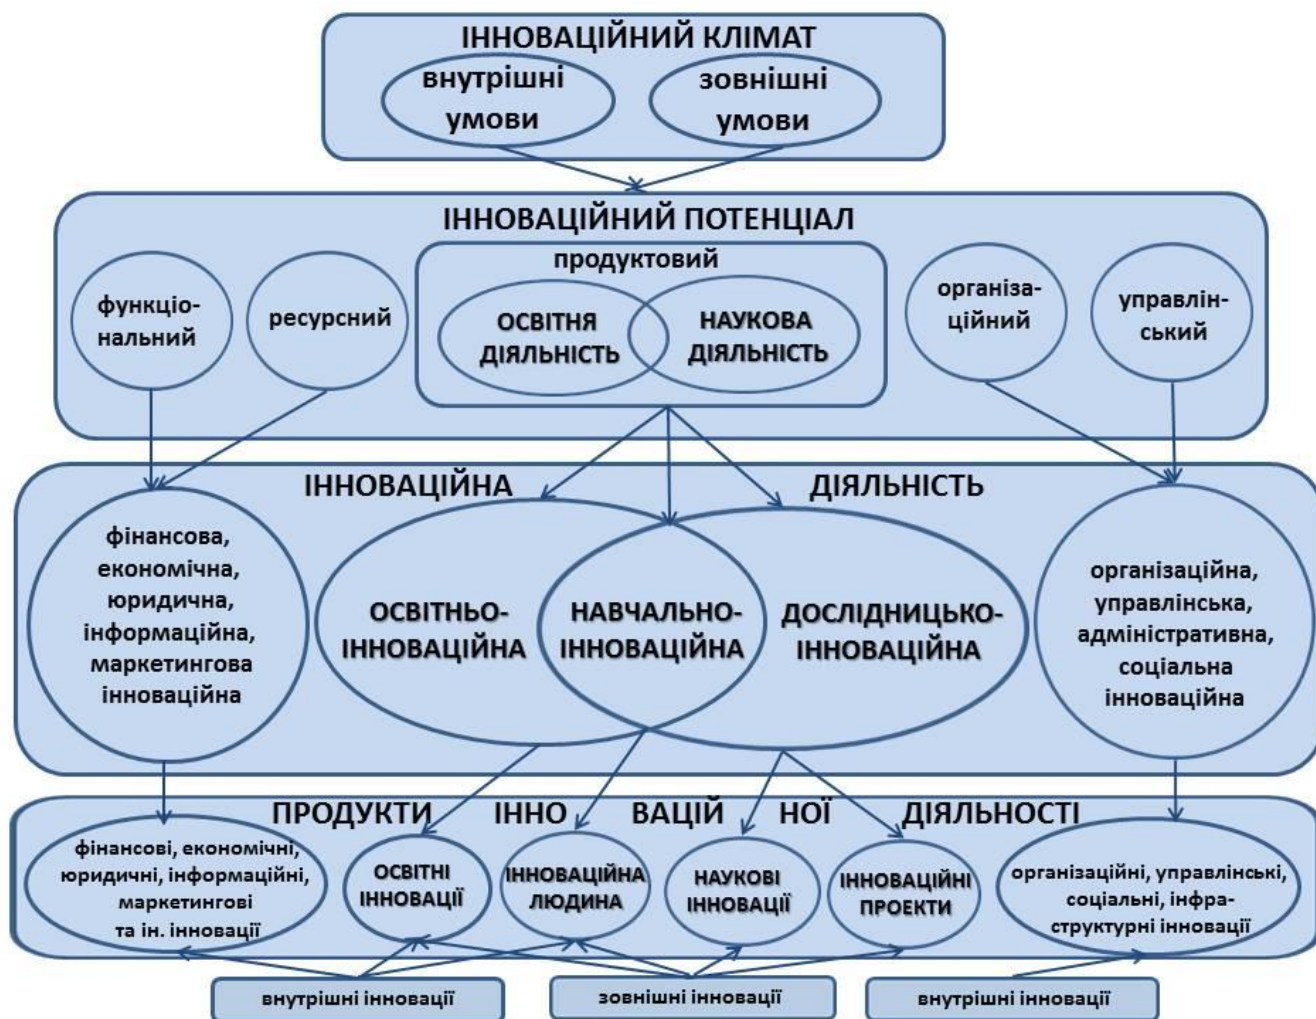 ІННОВАЦІЙНИЙ КЛІМАТ
внутрішні
умови
зовнішні
умови
ІННОВАЦІЙНИЙ ПОТЕНЦІАЛ
функціо-
нальний
ресурсний
продуктовий
ОСВІТНЯ
ДІЯЛЬНІСТЬ
НАУКОВА
ДІЯЛЬНІСТЬ
організа-
ційний
управлін-
ський
ІННОВАЦІЙНА ДІЯЛЬНІСТЬ
фінансова,
економічна,
юридична,
інформаційна,
маркетингова
інноваційна
ОСВІТНЬО-
ІННОВАЦІЙНА
НАВЧАЛЬНО-
ІННОВАЦІЙНА
ДОСЛІДНИЦЬКО-
ІННОВАЦІЙНА
організаційна,
управлінська,
адміністративна,
соціальна
інноваційна
ПРОДУКТИ ІННО ВАЦІЙ НОЇ ДІЯЛЬНОСТІ
фінансові, економічні,
юридичні, інформаційні,
маркетингові
та ін. інновації
ОСВІТНІ
ІННОВАЦІЇ
ІННОВАЦІЙНА
ЛЮДИНА
НАУКОВІ
ІННОВАЦІЇ
ІННОВАЦІЙНІ
ПРОЕКТИ
організаційні, управлінські,
соціальні, інфра-
структурні інновації
внутрішні інновації
зовнішні інновації
внутрішні інновації